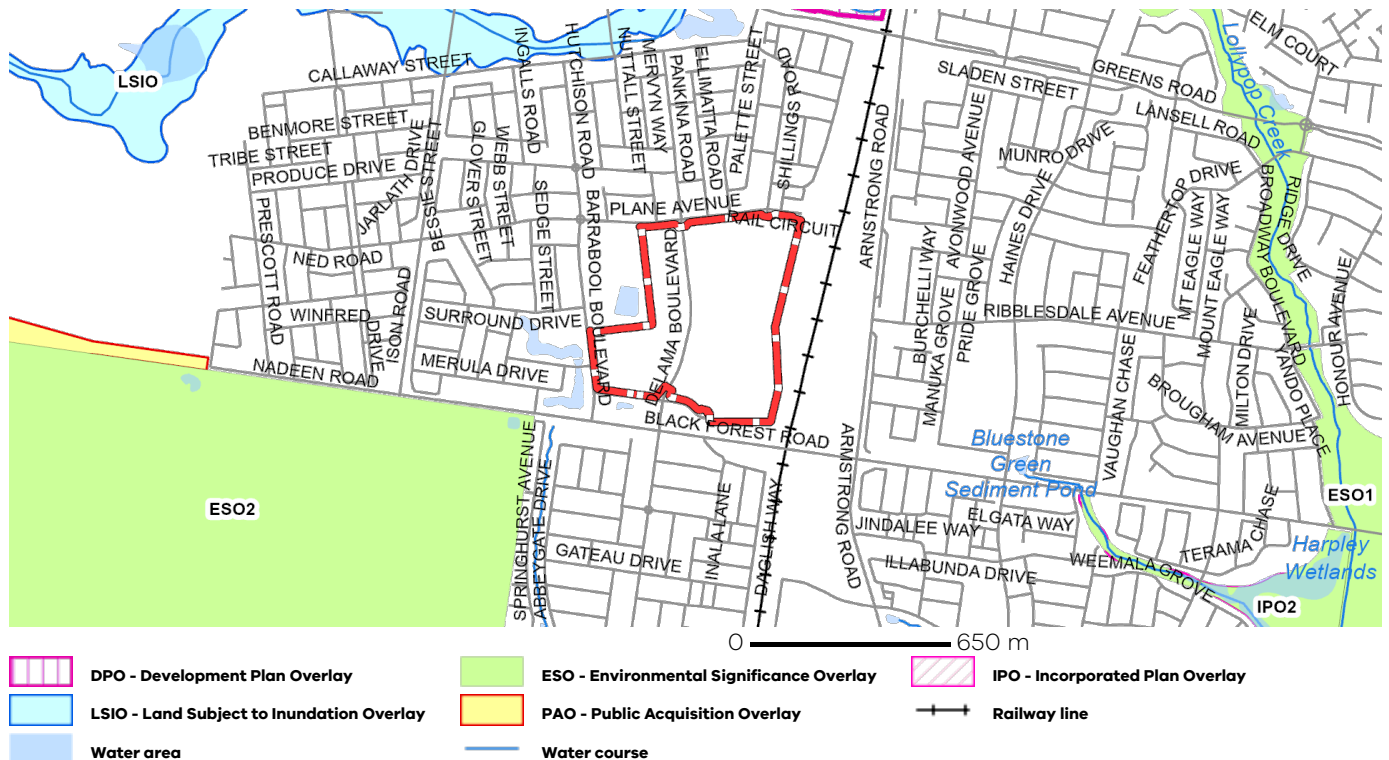 LSIO
CALLAWAY STREET
BENMORE STREET
TRIBE STREET
PRODUCE DRIVE
JARLATH DRIVE
BESSIE STREET
GLOVER STREET
WEBB STREET
INGALLS ROAD
HUTCHISON ROAD
NUTTALL STREET
MERVYN WAY
PANKINA ROAD
ELLIMATTA ROAD
PALETTE STREET
SHILLINGS ROAD
SEDGE STREET
BARRABOOL BOULEVARD
PLANE AVENUE
RAIL CIRCUIT
PRESCOTT ROAD
NED ROAD
WINFRED
DRIVE
ISON ROAD
SURROUND DRIVE
MERULA DRIVE
NADEEN ROAD
DELAMA BOULEVARD
BLACK FOREST ROAD
ARNSTRONG ROAD
SLADEN STREET
GREENS ROAD
LANSELL ROAD
ELM COURT
Lollypop Creek
AVONWOOD AVENUE
MUNRO DRIVE
HAINES DRIVE
FEATHERTOP
DRIVE
MT EAGLE WAY
MOUNT EAGLE WAY
BROADWAY BOULEVARD
RIDGE DRIVE
HONOUR AVENUE
BURCHELLI WAY
MANUKA GROVE
PRIDE GROVE
RIBBLESDALE AVENUE
VAUGHAN CHASE
BROUGHAM AVENUE
MILTON DRIVE
YANDO PLACE
ARMSTRONG ROAD
Bluestone
Green
Sediment Pond
JINDALEE WAY
ELGATA WAY
ILLABUNDA DRIVE
WEEMALA GROVE
TERAMA CHASE
ESO1
Harpley
Wetlands
IPO2
ESO2
SPRINGHURST AVENUE
ABBEYGATE DRIVE
GATEAU DRIVE
INALA LANE
DAGLISH WAY
0 650 m
DPO - Development Plan Overlay
ESO - Environmental Significance Overlay
IPO - Incorporated Plan Overlay
LSIO - Land Subject to Inundation Overlay
PAO - Public Acquisition Overlay
Railway line
Water area
Water course